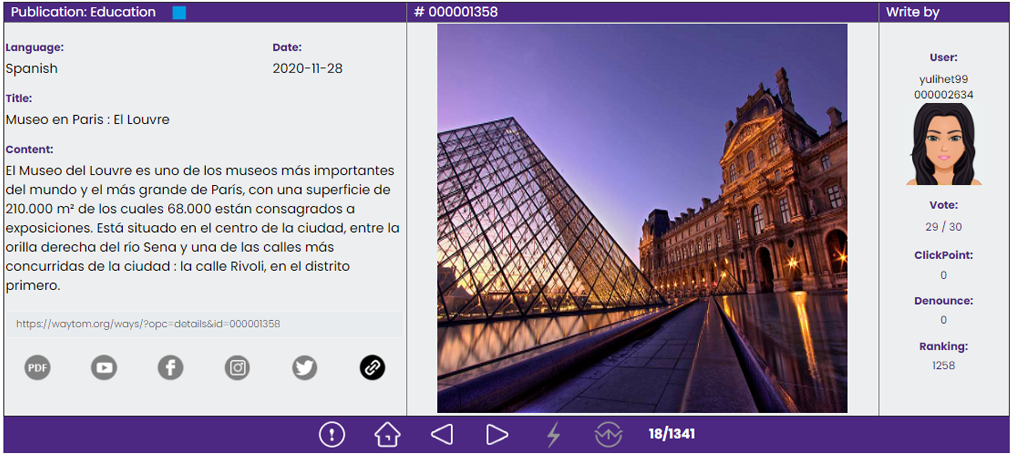 Publication: Education
# 000001358
Write by
Language:
Date:
Spanish
2020-11-28
Title:
Museo en Paris : El Louvre
Content:
El Museo del Louvre es uno de los museos más importantes
del mundo y el más grande de París, con una superficie de
210.000 m² de los cuales 68.000 están consagrados a
exposiciones. Está situado en el centro de la ciudad, entre la
orilla derecha del río Sena y una de las calles más
concurridas de la ciudad : la calle Rivoli, en el distrito
primero.
https://waytom.org/ways/?opc=details&id=000001358
PDF
User:
yulihet99
000002634
Vote:
29 / 30
ClickPoint:
0
Denounce:
0
Ranking:
1258
18/1341